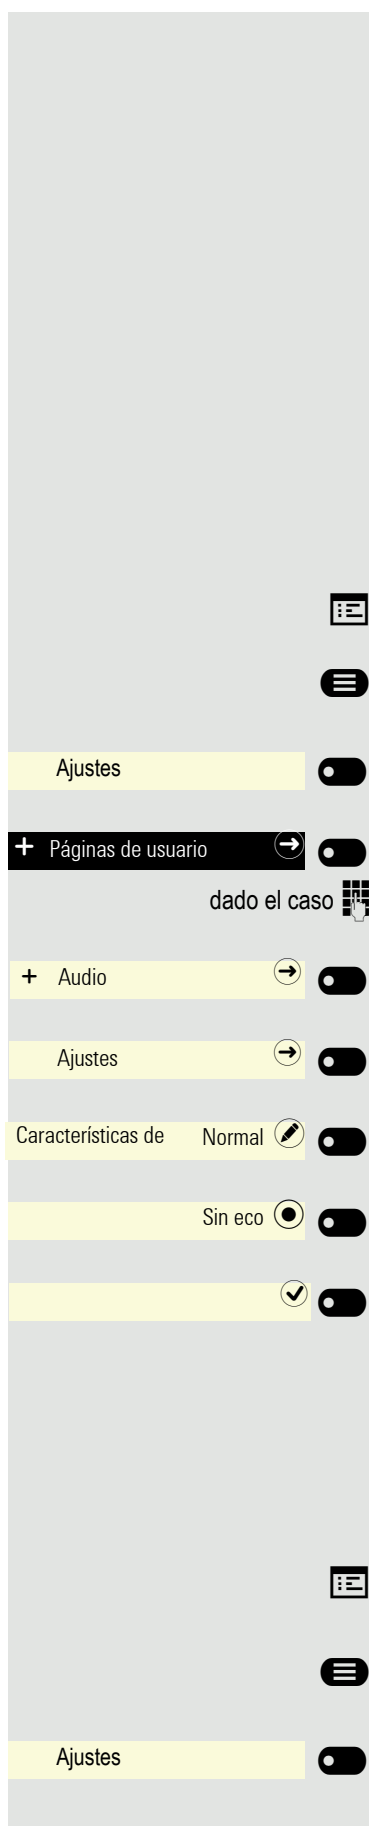 Ajustes
+ Páginas de usuario
dado el caso
+ Audio
Ajustes
Características de Normal
Sin eco
Ajustes